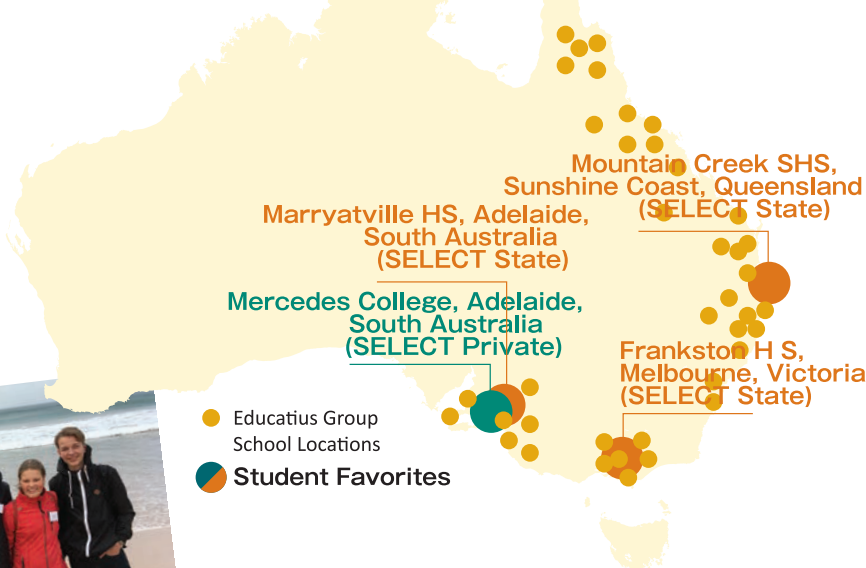 Mountain Creek SHS,
Sunshine Coast, Queensland
(SELECT State)
Marryatville HS, Adelaide,
South Australia
(SELECT State)
Mercedes College, Adelaide,
South Australia
(SELECT Private)
Frankston H S,
Melbourne, Victoria
(SELECT State)
Educatius Group
School Locations
Student Favorites